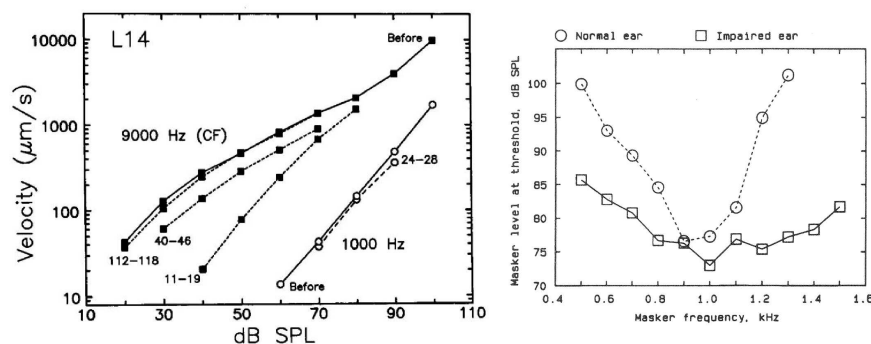 L14
Before
9000 Hz (CF)
112−118
40−46
11−19
24−28
1000 Hz
Before
Velocity (μm/s)
10000
1000
100
10
10 30 50 70 90 110
dB SPL
Normal ear Impaired ear
Masker level at threshold, dB SPL
100
95
90
85
80
75
70
0.4 0.6 0.8 1.0 1.2 1.4 1.6
Masker frequency, kHz